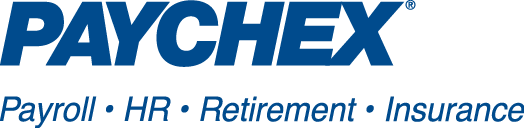 PAYCHEX®
Payroll • HR • Retirement • Insurance